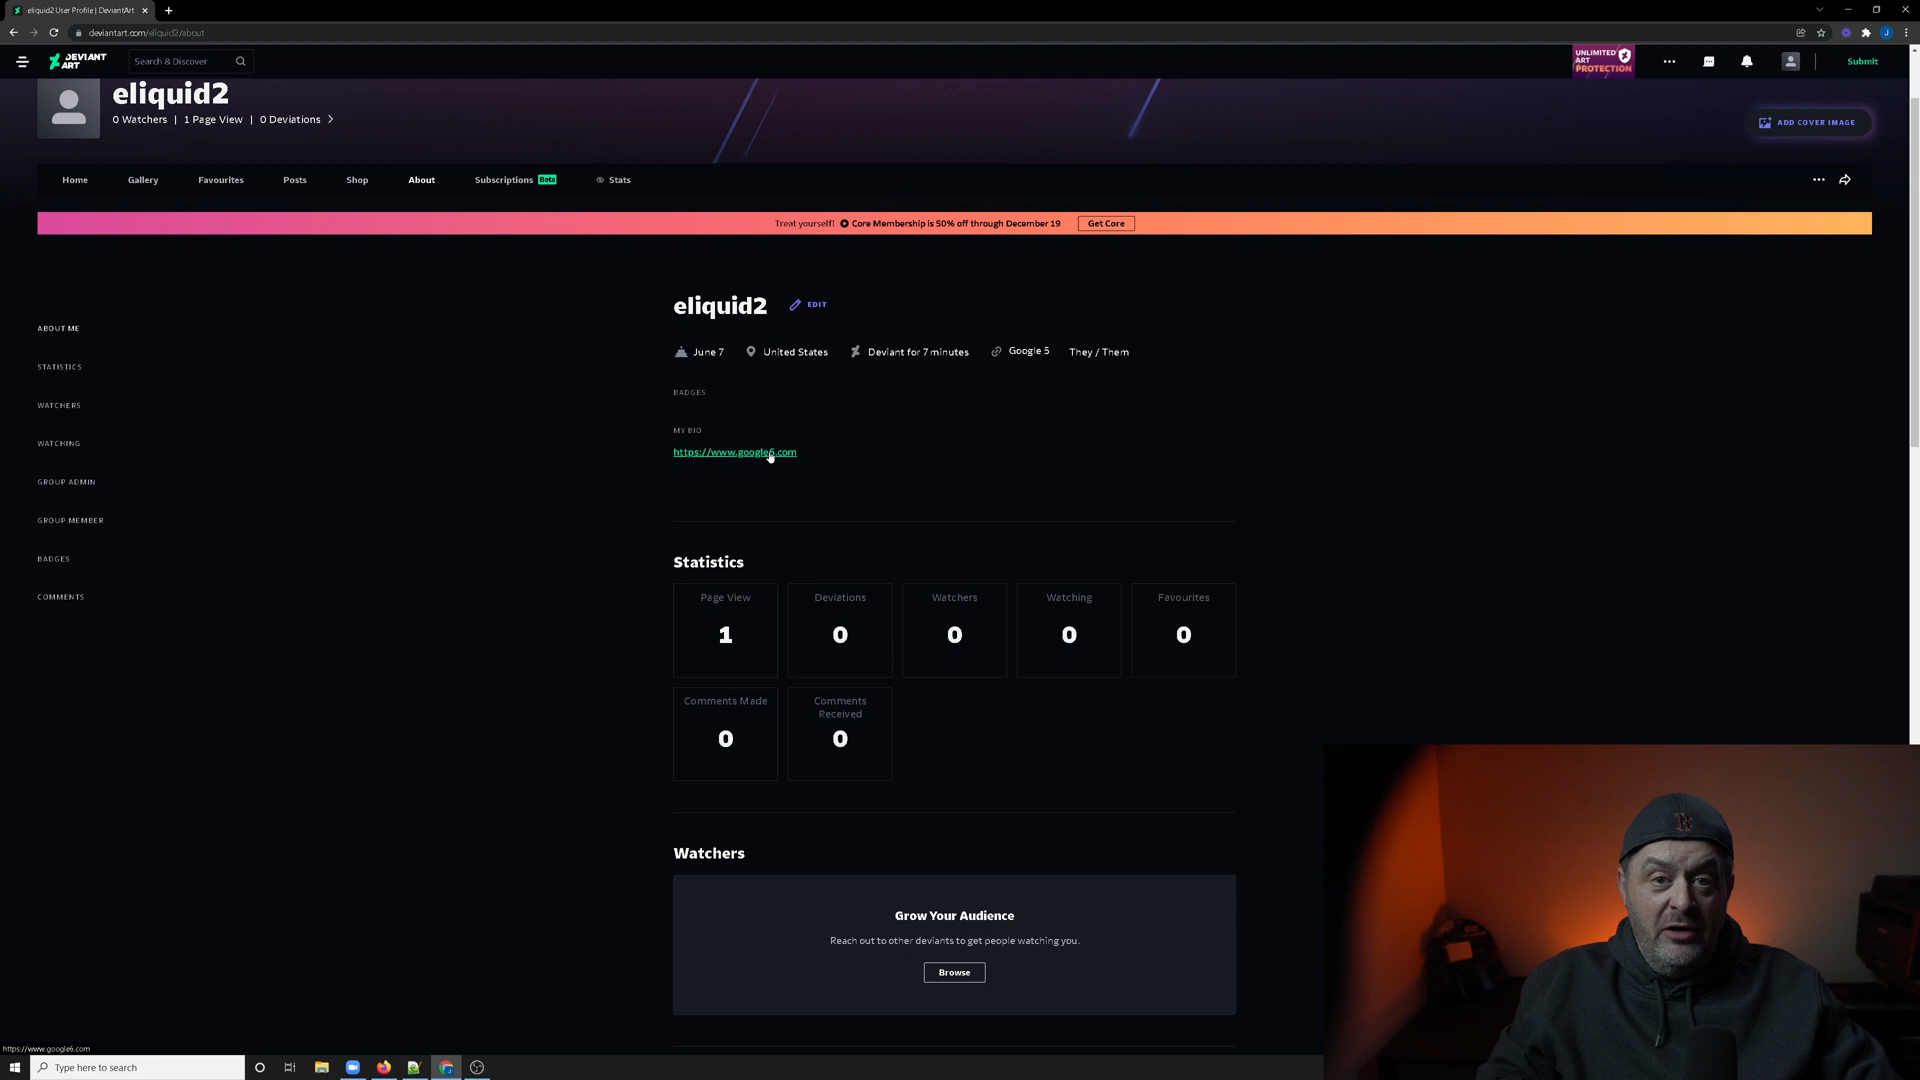 eliquid2 User Profile | DeviantArt
deviantart.com/eliquid2/about
DEVIANT ART
Search & Discover
UNLIMITED ART PROTECTION
J
Submit
eliquid2
0 Watchers | 1 Page View | 0 Deviations
ADD COVER IMAGE
Home Gallery Favourites Posts Shop About Subscriptions Beta Stats
Treat yourself! Core Membership is 50% off through December 19 Get Core
eliquid2 EDIT
ABOUT ME
STATISTICS
WATCHERS
WATCHING
GROUP ADMIN
GROUP MEMBER
BADGES
COMMENTS
June 7 United States Deviant for 7 minutes Google 5 They / Them
BADGES
MY BIO
https://www.google6.com
Statistics
Page View Deviations Watchers Watching Favourites
1 0 0 0 0
Comments Made Comments Received
0 0
Watchers
Grow Your Audience
Reach out to other deviants to get people watching you.
Browse
https://www.google6.com
Type here to search
B